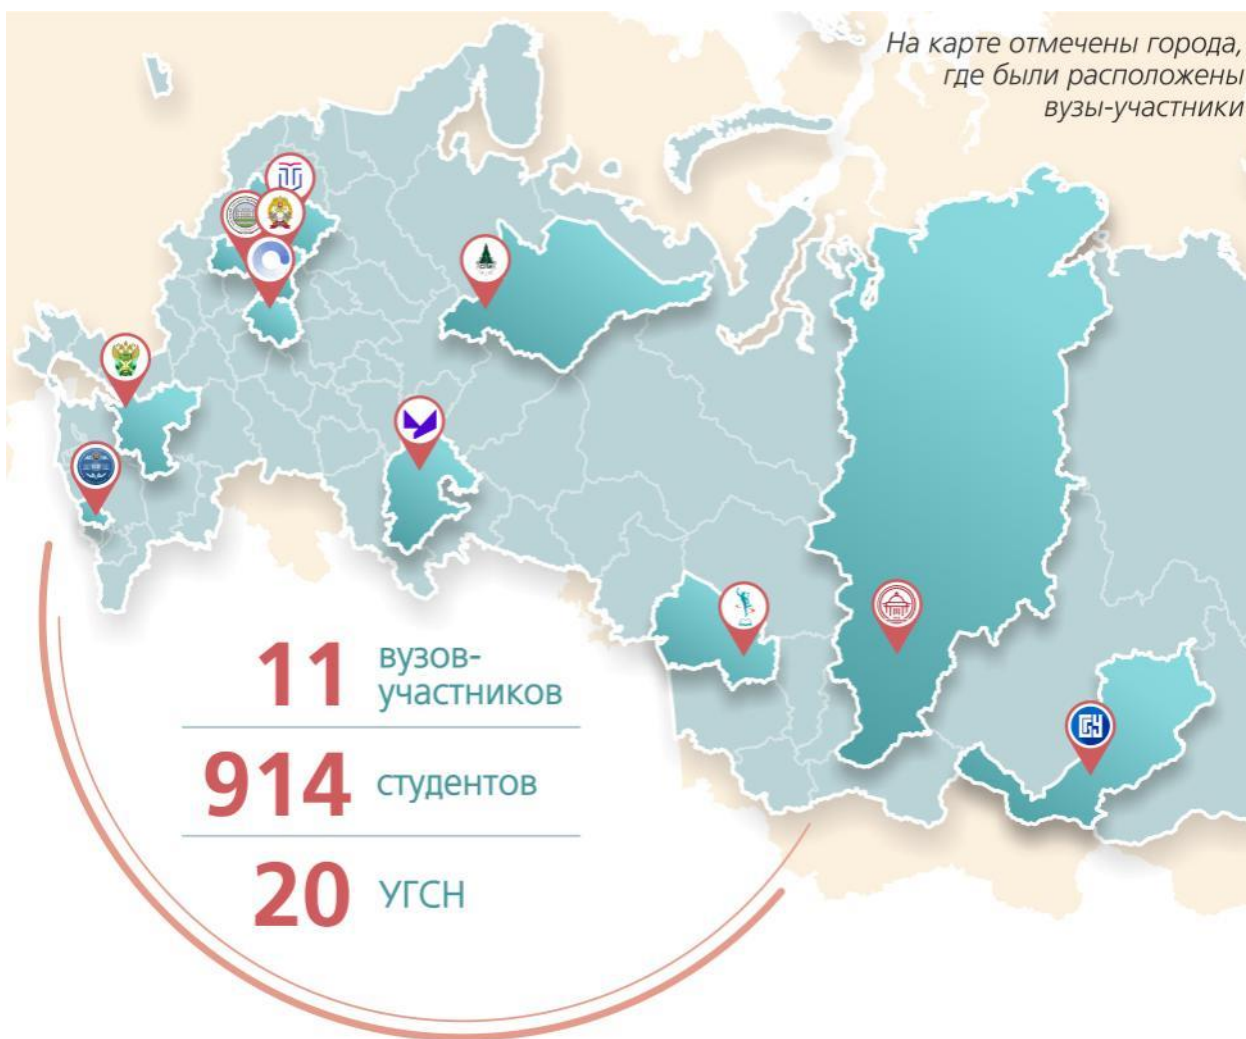 На карте отмечены города,
где были расположены
вузы-участники
11 вузов-
участников
914 студентов
20 УГСН